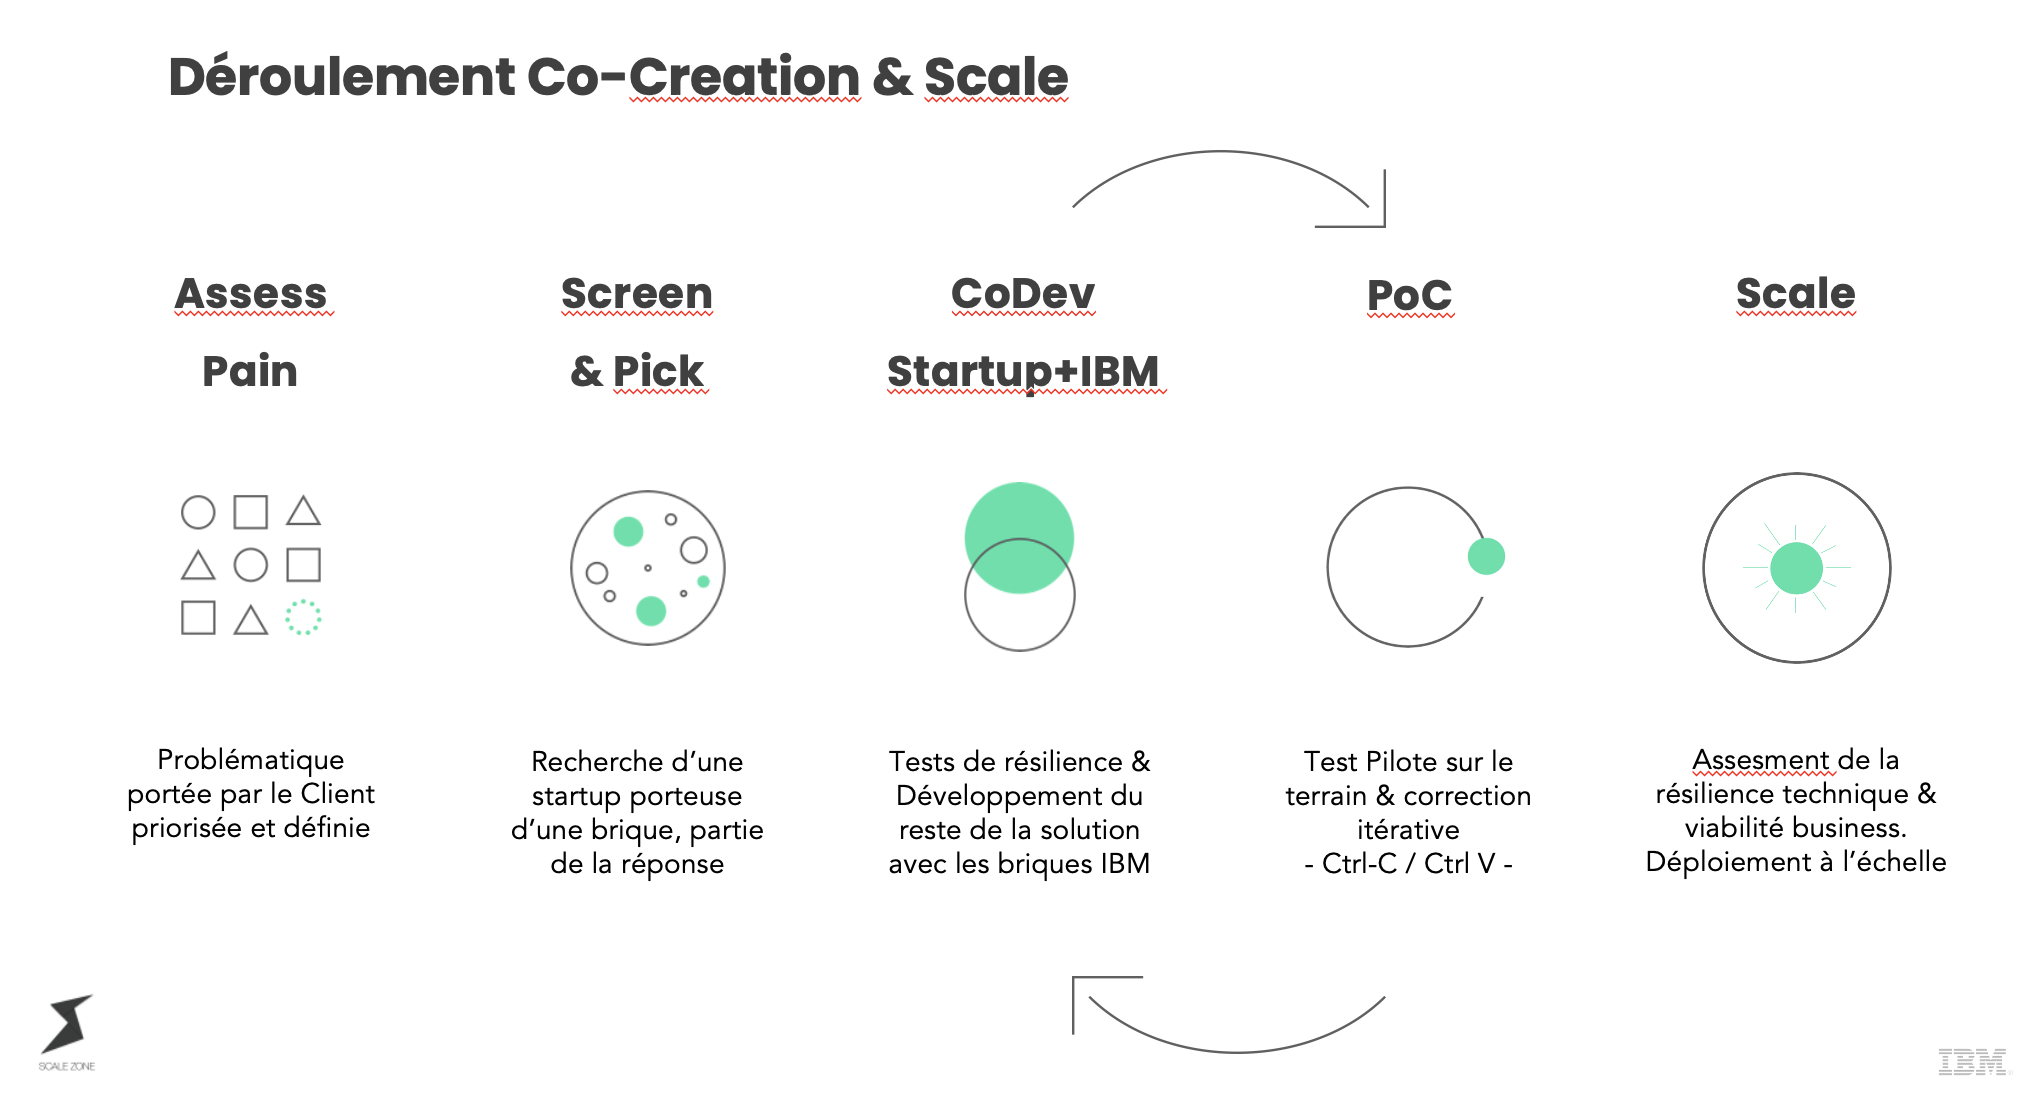 Déroulement Co-Creation & Scale
Assess
Pain
Screen
& Pick
CoDev
Startup+IBM
PoC
Scale
Problématique
portée par le Client
priorisée et définie
Recherche d’une
startup porteuse
d’une brique, partie
de la réponse
Tests de résilience &
Développement du
reste de la solution
avec les briques IBM
Test Pilote sur le
terrain & correction
itérative
- Ctrl-C / Ctrl V -
Assesment de la
résilience technique &
viabilité business.
Déploiement à l’échelle
SCALE ZONE
IBM